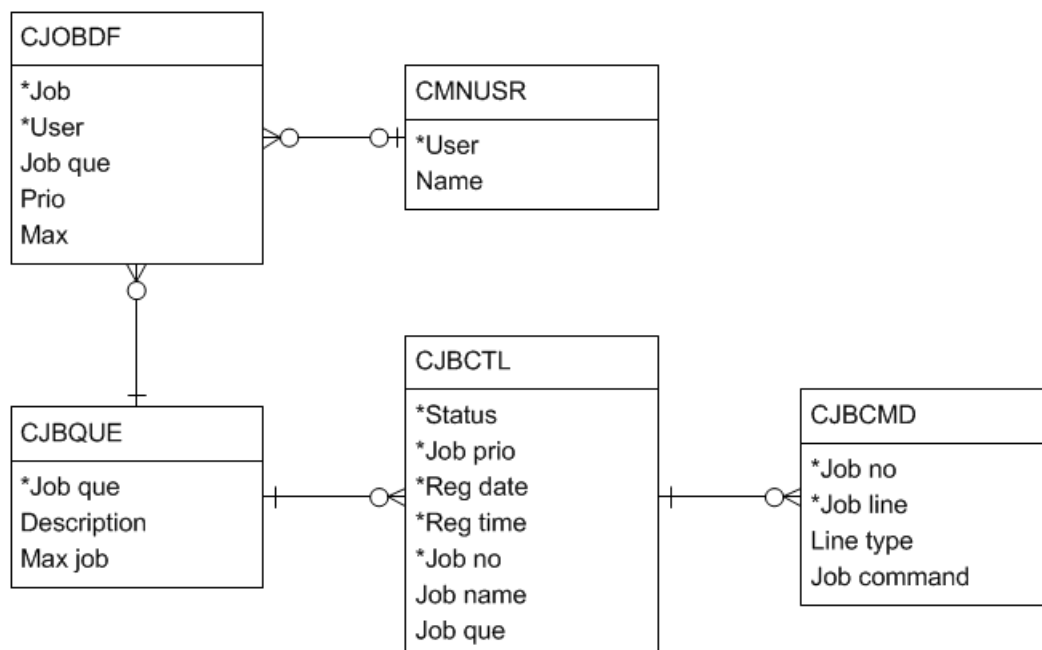 CJOBDF
*Job
*User
Job que
Prio
Max
CMNUSR
*User
Name
CJBQUE
*Job que
Description
Max job
CJBCTL
*Status
*Job prio
*Reg date
*Reg time
*Job no
Job name
Job que
CJBCMD
*Job no
*Job line
Line type
Job command